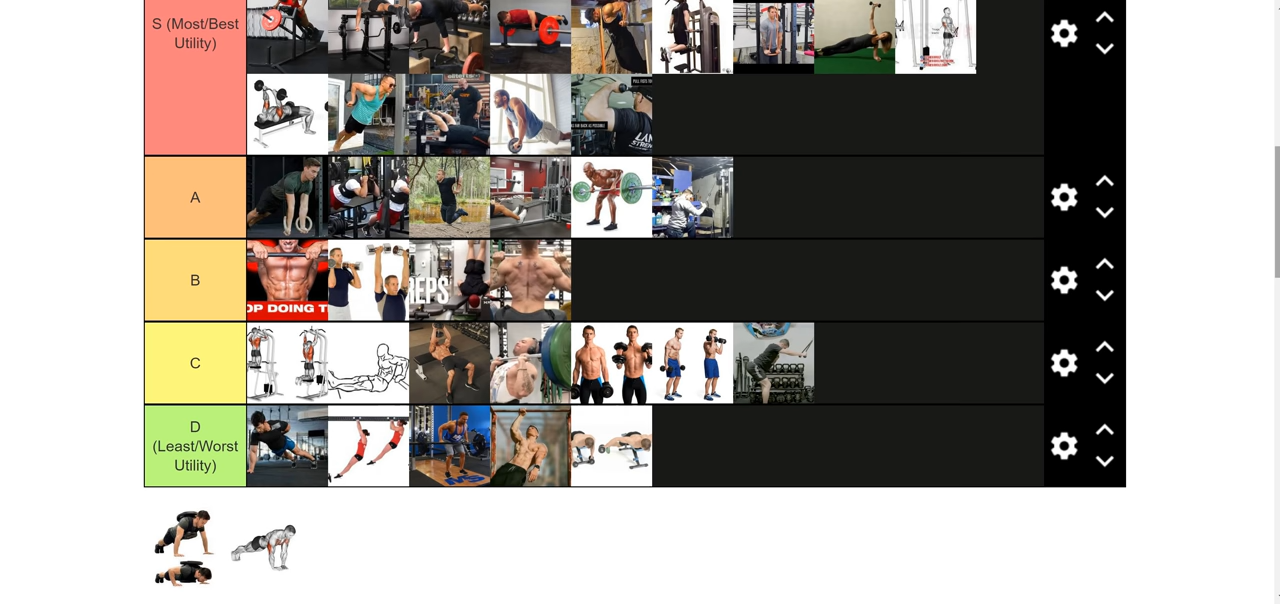 S (Most/Best
Utility)
A
B
OP DOING T
REPS
C
D
(Least/Worst
Utility)